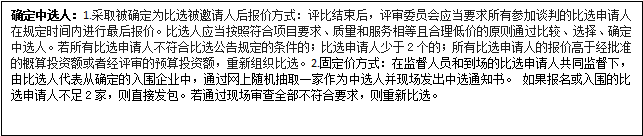 确定中选人：1.采取被确定为比选被邀请人后报价方式：评比结束后，评审委员会应当要求所有参加谈判的比选申请人
在规定时间内进行最后报价。比选人应当按照符合项目要求、质量和服务相等且合理低价的原则通过比较、选择、确定
中选人。若所有比选申请人不符合比选公告规定的条件的；比选申请人少于2个的；所有比选申请人的报价高于经批准
的概算投资额或者经评审的预算投资额，重新组织比选。2.固定价方式：在监督人员和到场的比选申请人共同监督下，
由比选人代表从确定的入围企业中，通过网上随机抽取一家作为中选人并现场发出中选通知书。 如果报名或入围的比
选申请人不足2家，则直接发包。若通过现场审查全部不符合要求，则重新比选。